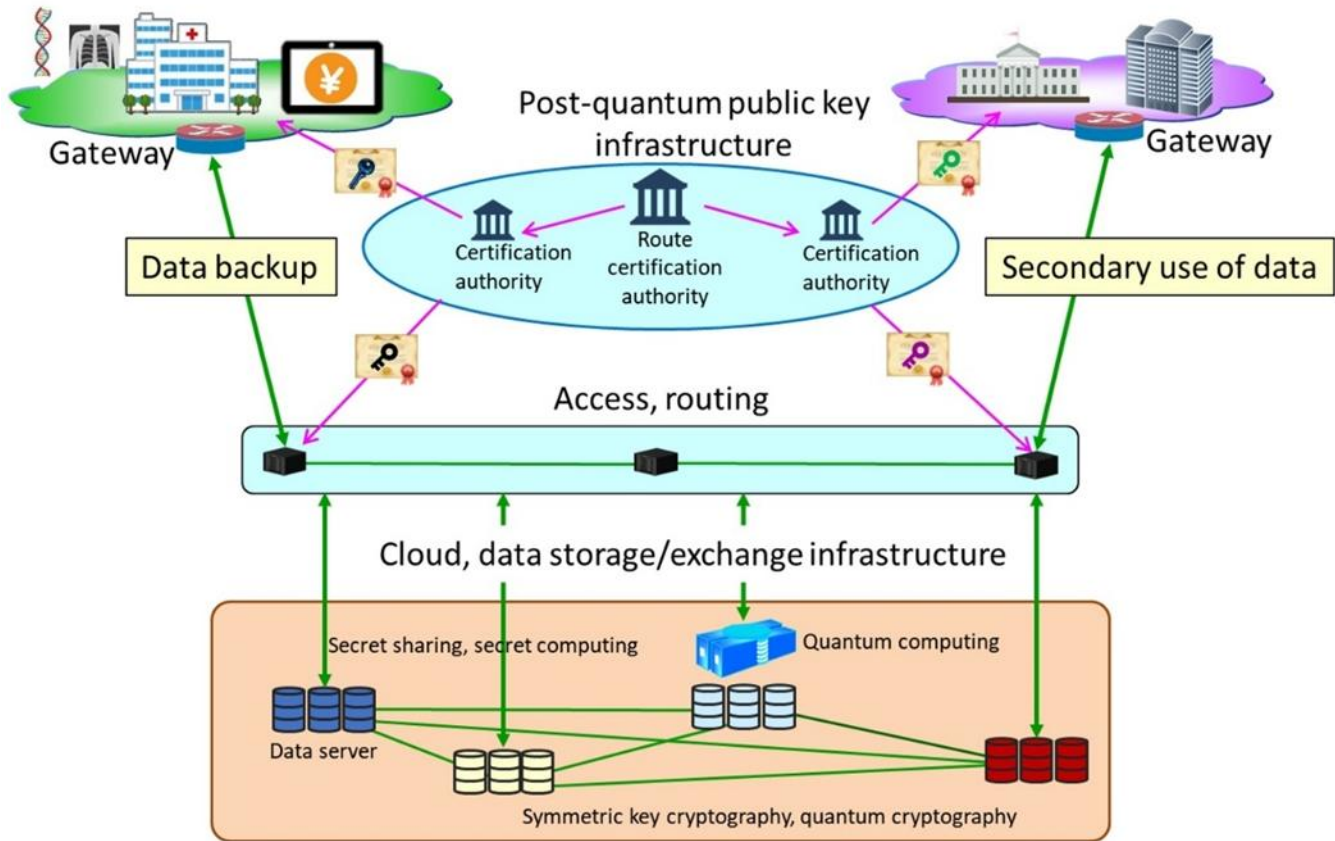 ¥
Post-quantum public key
infrastructure
Gateway
Gateway
Certification
authority
Route
certification
authority
Certification
authority
Data backup
Secondary use of data
Access, routing
Cloud, data storage/exchange infrastructure
Secret sharing, secret computing
Quantum computing
Data server
Symmetric key cryptography, quantum cryptography